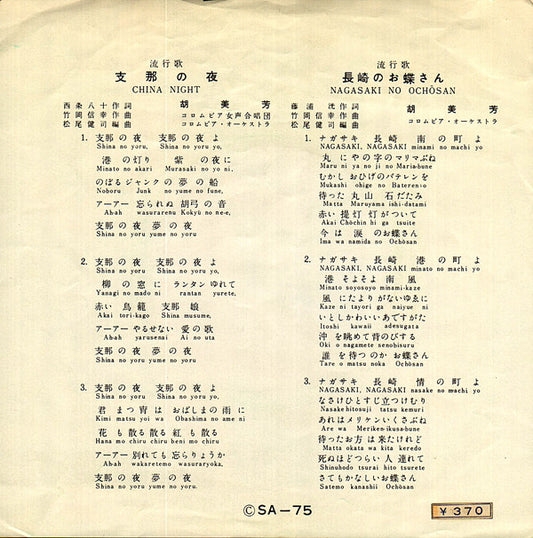 流行歌
支那の夜
CHINA NIGHT
西条八十作詞
竹岡信幸作曲
松尾健司編曲
胡美芳
コロムビア女声合唱団
コロムビア・オーケストラ
1. 支那の夜 支那の夜よ
Shina no yoru, Shina no yoru yo,
港の灯り 紫の夜に
Minato no akari Murasaki no yo ni,
のぼるジャンクの夢の船
Noboru Junk no yume no fune,
アーアー 忘られぬ 胡弓の音
Ah-ah wasurarenu Kokyū no ne-e,
支那の夜 夢の夜
Shina no yoru yume no yoru
2. 支那の夜 支那の夜よ
Shina no yoru, Shina no yoru yo,
柳の窓に ランタンゆれて
Yanagi no mado ni rantan yurete,
赤い鳥籠 支那娘
Akai tori-kago Shina musume,
アーアーやるせない 愛の歌
Ah-ah yarusenai Ai no uta
支那の夜 夢の夜
Shina no yoru yume no yoru
3. 支那の夜 支那の夜よ
Shina no yoru, Shina no yoru yo,
君まつ宵は おばしまの雨に
Kimi matsu yoi wa Obashima no ame ni
花も散る散る 紅も散る
Hana mo chiru chiru beni mo chiru
アーアー別れても 忘らりょうか
Ah-ah wakaretemo wasuraryoka,
支那の夜 夢の夜
Shina no yoru yume no yoru.
流行歌
長崎のお蝶さん
NAGASAKI NO OCHŌSAN
藤浦洸作詞
竹岡信幸作曲
松尾健司編曲
胡美芳
コロムビア・オーケストラ
1. ナガサキ 長崎 南の町よ
NAGASAKI, NAGASAKI minami no machi yo
丸にやの字のマリマぶね
Maru ni ya no ji no Maria-bune
むかしおひげのバテレンを
Mukashi ohige no Bateren-o
待った丸山 石だたみ
Matta Maruyama ishi-datami
赤い提灯 灯がついて
Akai Chōchin hi ga tsuite
今は涙のお蝶さん
Ima wa namida no Ochōsan
2. ナガサキ 長崎 港の町よ
NAGASAKI, NAGASAKI minato no machi yo
港そよそよ南風
Minato soyosoyo minami-kaze
風にたよりがないゆゑに
Kaze ni tayori ga naiyue ni
いとしかわいいあですがた
Itoshi kawaii adesugata
沖を眺めて背のびする
Oki o nagamete senobisuru
誰を待つのかお蝶さん
Tare o matsu noka Ochōsan
3. ナガサキ 長崎 情の町よ
NAGASAKI, NAGASAKI nasake no machi yo
なさけひとすじ立つけむり
Nasake hitosuji tatsu kemuri
あれはメリケンいくさぶね
Are wa Meriken-ikusa-bune
待ったお方は来たけれど
Matta okata wa kita keredo
死ぬほどつらい人連れて
Shinuhodo tsurai hito tsurete
さてもかなしいお蝶さん
Satemo kanashii Ochōsan
©SA-75
¥370